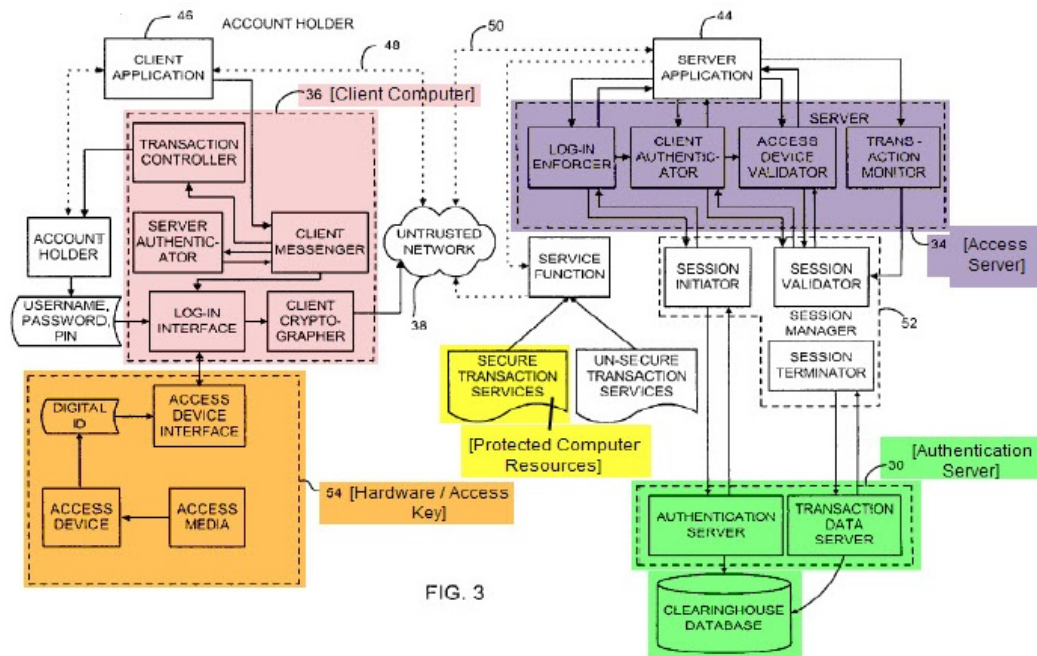 46
ACCOUNT HOLDER
CLIENT
APPLICATION
48
50
44
SERVER
APPLICATION
36 [Client Computer]
TRANSACTION
CONTROLLER
SERVER
AUTHENTIC-
ATOR
CLIENT
MESSENGER
LOG-IN
INTERFACE
CLIENT
CRYPTO-
GRAPHER
ACCOUNT
HOLDER
USERNAME,
PASSWORD,
PIN
UNTRUSTED
NETWORK
38
SERVER
LOG-IN
ENFORCER
CLIENT
AUTHENTIC-
ATOR
ACCESS
DEVICE
VALIDATOR
TRANS-
ACTION
MONITOR
34 [Access
Server]
SERVICE
FUNCTION
SESSION
INITIATOR
SESSION
VALIDATOR
SESSION
MANAGER
52
SESSION
TERMINATOR
SECURE
TRANSACTION
SERVICES
UN-SECURE
TRANSACTION
SERVICES
[Protected Computer
Resources]
DIGITAL
ID
ACCESS
DEVICE
INTERFACE
ACCESS
DEVICE
ACCESS
MEDIA
54 [Hardware / Access
Key]
[Authentication
30 Server]
AUTHENTICATION
SERVER
TRANSACTION
DATA
SERVER
CLEARINGHOUSE
DATABASE
FIG. 3